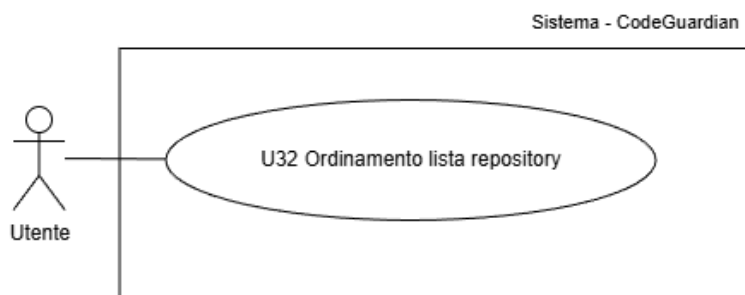 Sistema - CodeGuardian
U32 Ordinamento lista repository
Utente